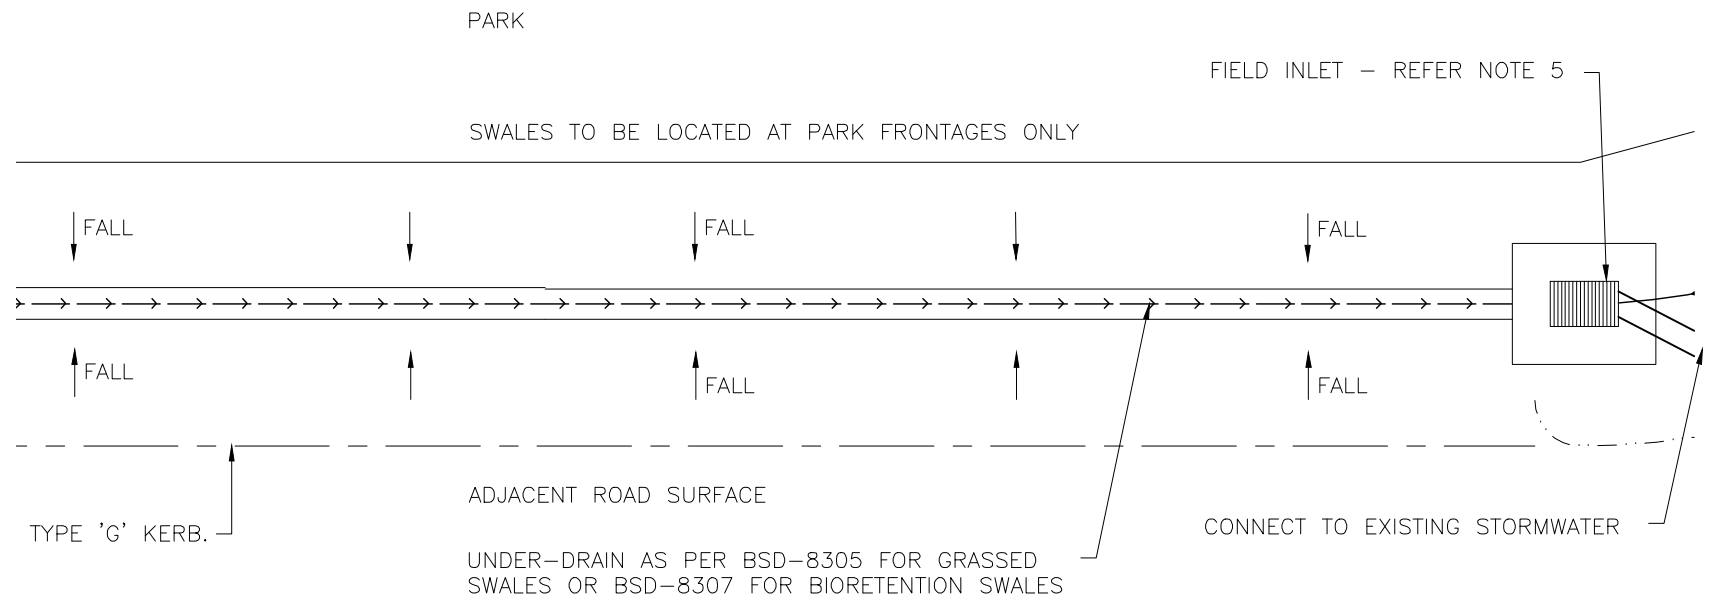 PARK
FIELD INLET - REFER NOTE 5
SWALES TO BE LOCATED AT PARK FRONTAGES ONLY
FALL
FALL
FALL
FALL
FALL
FALL
ADJACENT ROAD SURFACE
TYPE 'G' KERB.
CONNECT TO EXISTING STORMWATER
UNDER-DRAIN AS PER BSD-8305 FOR GRASSED
SWALES OR BSD-8307 FOR BIORETENTION SWALES